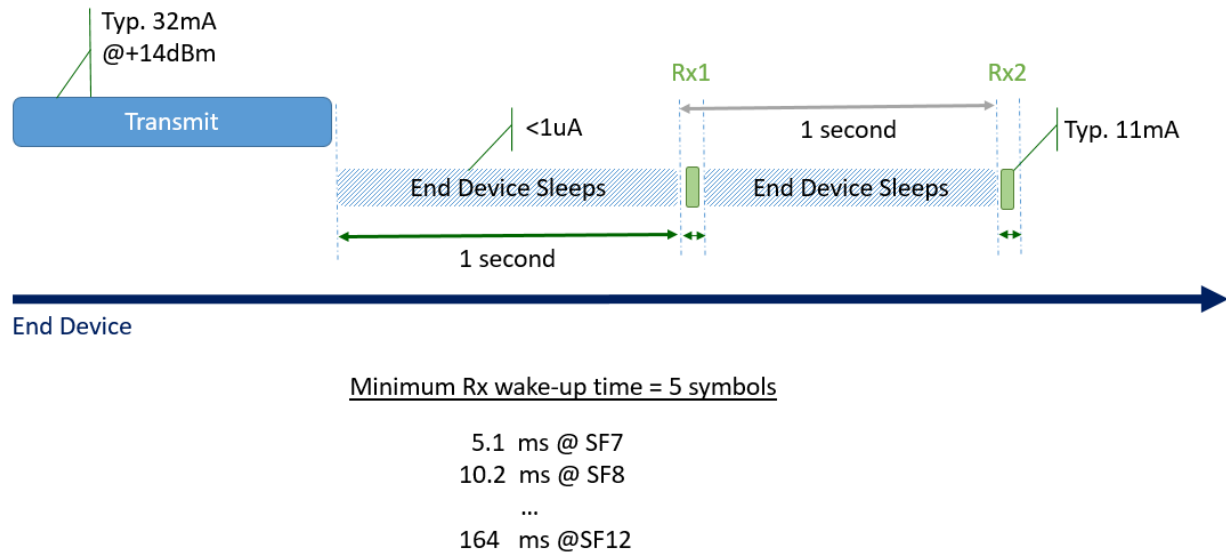 Typ. 32mA
@+14dBm
Transmit
<1uA
Rx1
Rx2
1 second
Typ. 11mA
End Device Sleeps
End Device Sleeps
1 second
End Device
Minimum Rx wake-up time = 5 symbols
5.1 ms @ SF7
10.2 ms @ SF8
...
164 ms @SF12